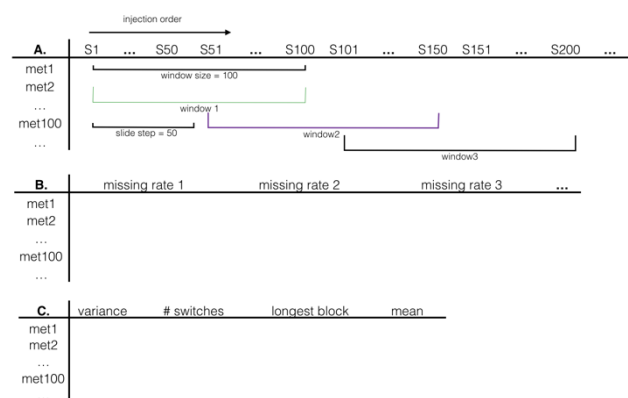 injection order
A. S1 ... S50 S51 ... S100 S101 ... S150 S151 ... S200 ...
met1
window size = 100
met2
...
window 1
met100
slide step = 50
window2
...
window3
B. missing rate 1 missing rate 2 missing rate 3 ...
met1
met2
...
met100
...
C. variance # switches longest block mean
met1
met2
...
met100
...